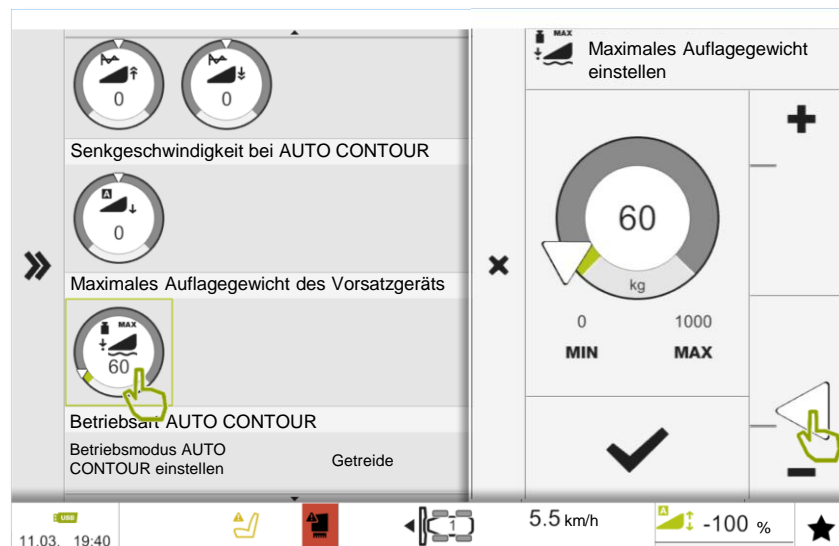 0
0
Senkgeschwindigkeit bei AUTO CONTOUR
A
0
Maximales Auflagegewicht des Vorsatzgeräts
MAX
60
Betriebsart AUTO CONTOUR
Betriebsmodus AUTO
CONTOUR einstellen
Getreide
MAX
Maximales Auflagegewicht
einstellen
60
kg
0
1000
MIN
MAX
USB
11.03. 19:40
1
5.5 km/h
A
-100 %